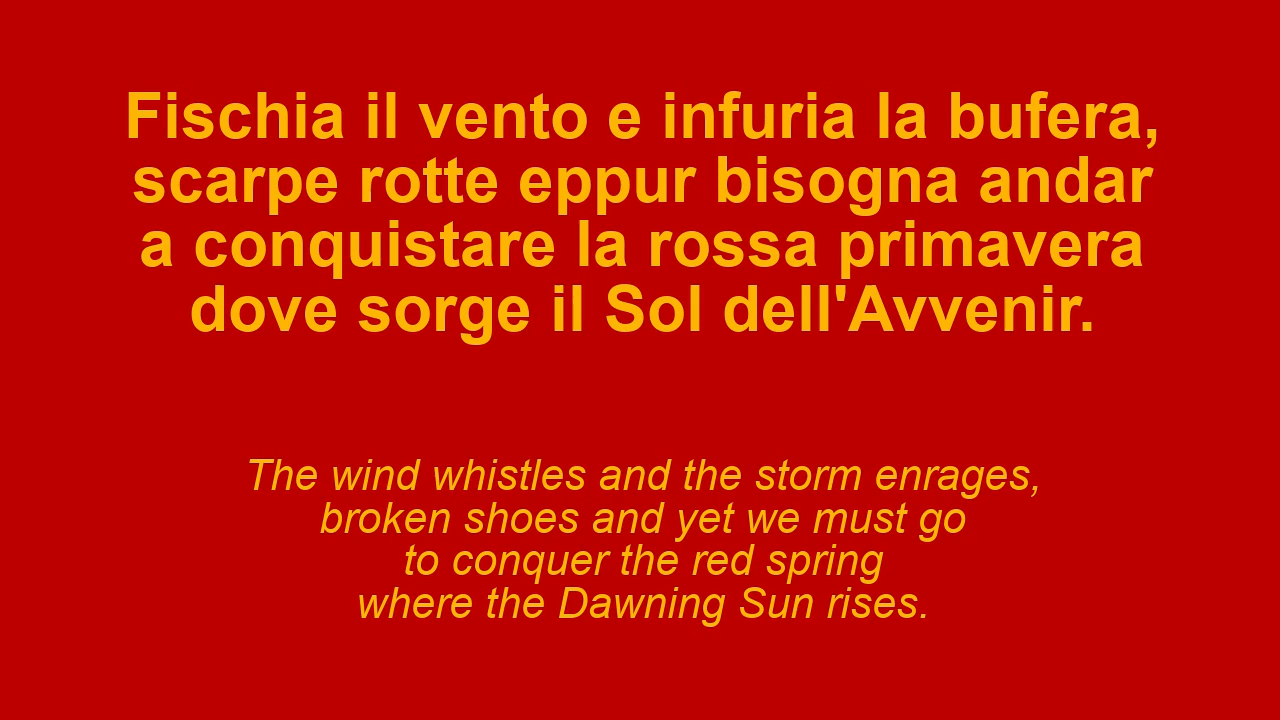 Fischia il vento e infuria la bufera,
scarpe rotte eppur bisogna andar
a conquistare la rossa primavera
dove sorge il Sol dell'Avvenir.
The wind whistles and the storm enrages,
broken shoes and yet we must go
to conquer the red spring
where the Dawning Sun rises.